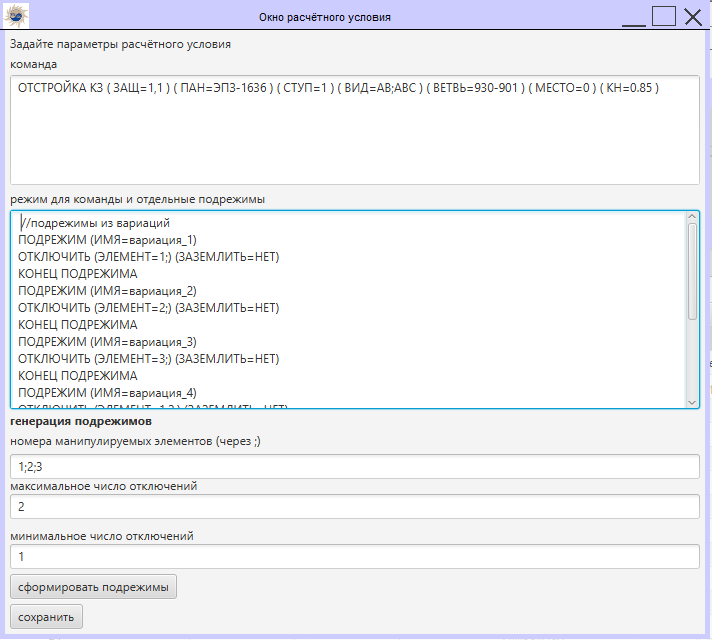 Окно расчётного условия
Задайте параметры расчётного условия
команда
ОТСТРОЙКА КЗ ( ЗАЩ=1,1 ) ( ПАН=ЭПЗ-1636 ) ( СТУП=1 ) ( ВИД=АВ;АВС ) ( ВЕТВЬ=930-901 ) ( МЕСТО=0 ) ( КН=0.85 )
режим для команды и отдельные подрежимы
//подрежимы из вариаций
ПОДРЕЖИМ (ИМЯ=вариация_1)
ОТКЛЮЧИТЬ (ЭЛЕМЕНТ=1;) (ЗАЗЕМЛИТЬ=НЕТ)
КОНЕЦ ПОДРЕЖИМА
ПОДРЕЖИМ (ИМЯ=вариация_2)
ОТКЛЮЧИТЬ (ЭЛЕМЕНТ=2;) (ЗАЗЕМЛИТЬ=НЕТ)
КОНЕЦ ПОДРЕЖИМА
ПОДРЕЖИМ (ИМЯ=вариация_3)
ОТКЛЮЧИТЬ (ЭЛЕМЕНТ=3;) (ЗАЗЕМЛИТЬ=НЕТ)
КОНЕЦ ПОДРЕЖИМА
ПОДРЕЖИМ (ИМЯ=вариация_4)
генерация подрежимов
номера манипулируемых элементов (через ;)
1;2;3
максимальное число отключений
2
минимальное число отключений
1
сформировать подрежимы
сохранить